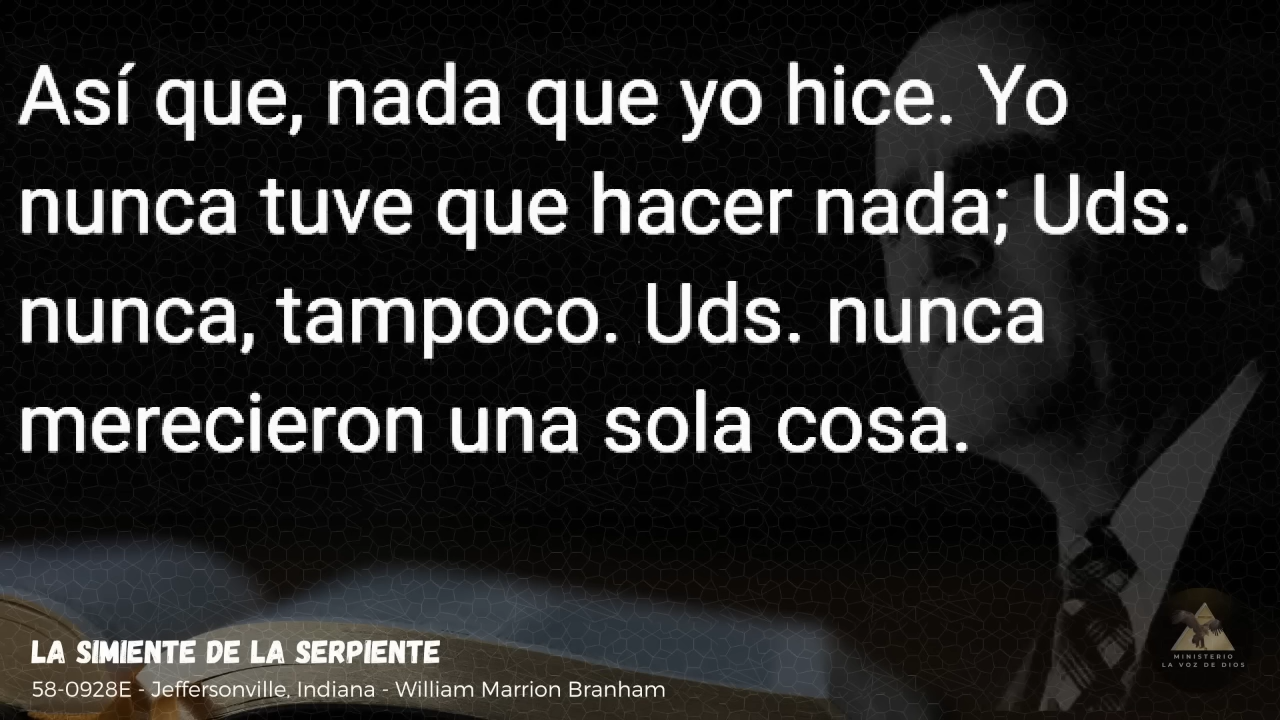 Así que, nada que yo hice. Yo
nunca tuve que hacer nada; Uds.
nunca, tampoco. Uds. nunca
merecieron una sola cosa.
LA SIMIENTE DE LA SERPIENTE
58-0928E - Jeffersonville, Indiana - William Marrion Branham
MINISTERIO
LA VOZ DE DIOS